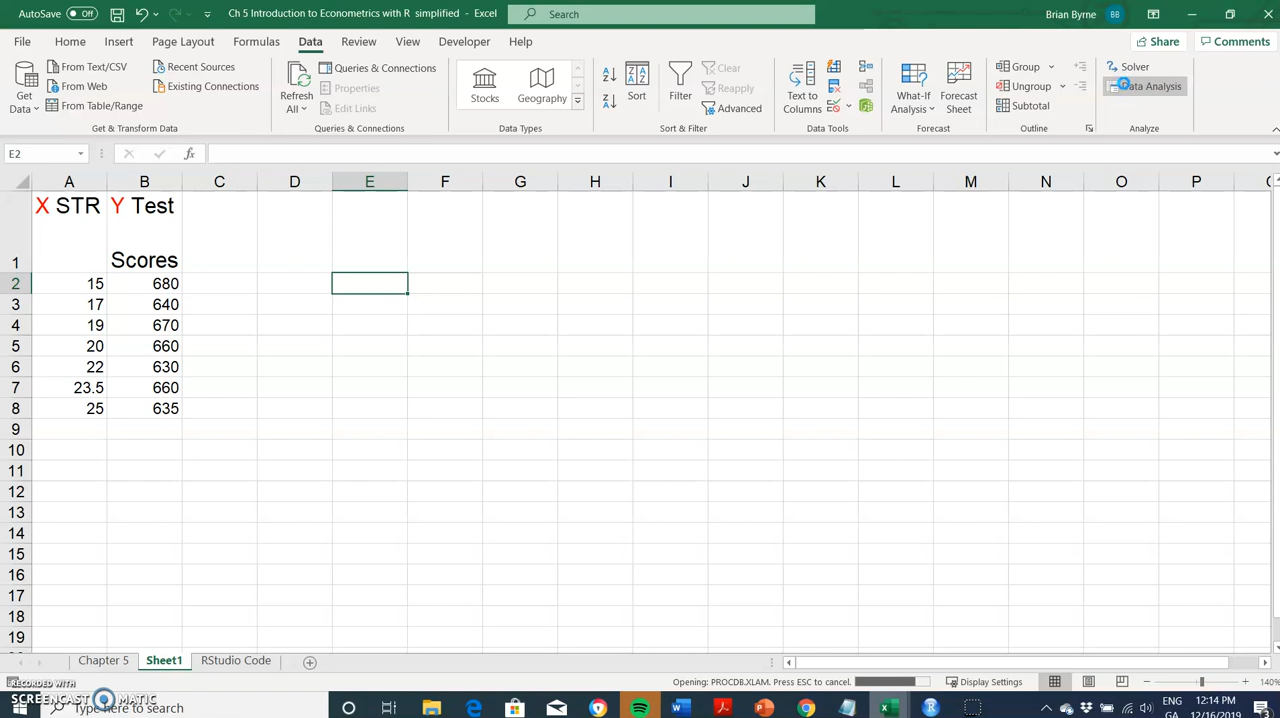 AutoSave Off Ch 5 Introduction to Econometrics with R simplified - Excel Search Brian Byrne BB
File Home Insert Page Layout Formulas Data Review View Developer Help Share Comments
Get Data From Text/CSV From Web From Table/Range Recent Sources Existing Connections
Get & Transform Data
Refresh All Queries & Connections Properties Edit Links
Queries & Connections
Stocks Geography
Data Types
Sort Filter Clear Reapply Advanced
Sort & Filter
Text to Columns
Data Tools
What-If Analysis Forecast Sheet
Forecast
Group Ungroup Subtotal
Outline
Solver Data Analysis
Analyze
E2 fx
A B C D E F G H I J K L M N O P
1 X STR Y Test Scores
2 15 680
3 17 640
4 19 670
5 20 660
6 22 630
7 23.5 660
8 25 635
9
10
11
12
13
14
15
16
17
18
19
Chapter 5 Sheet1 RStudio Code
Opening: PROCDB.XLAM. Press ESC to cancel. Display Settings 140%
RECORDED WITH
SCREENCAST MATIC
Type here to search
ENG 12:14 PM
GA 12/16/2019